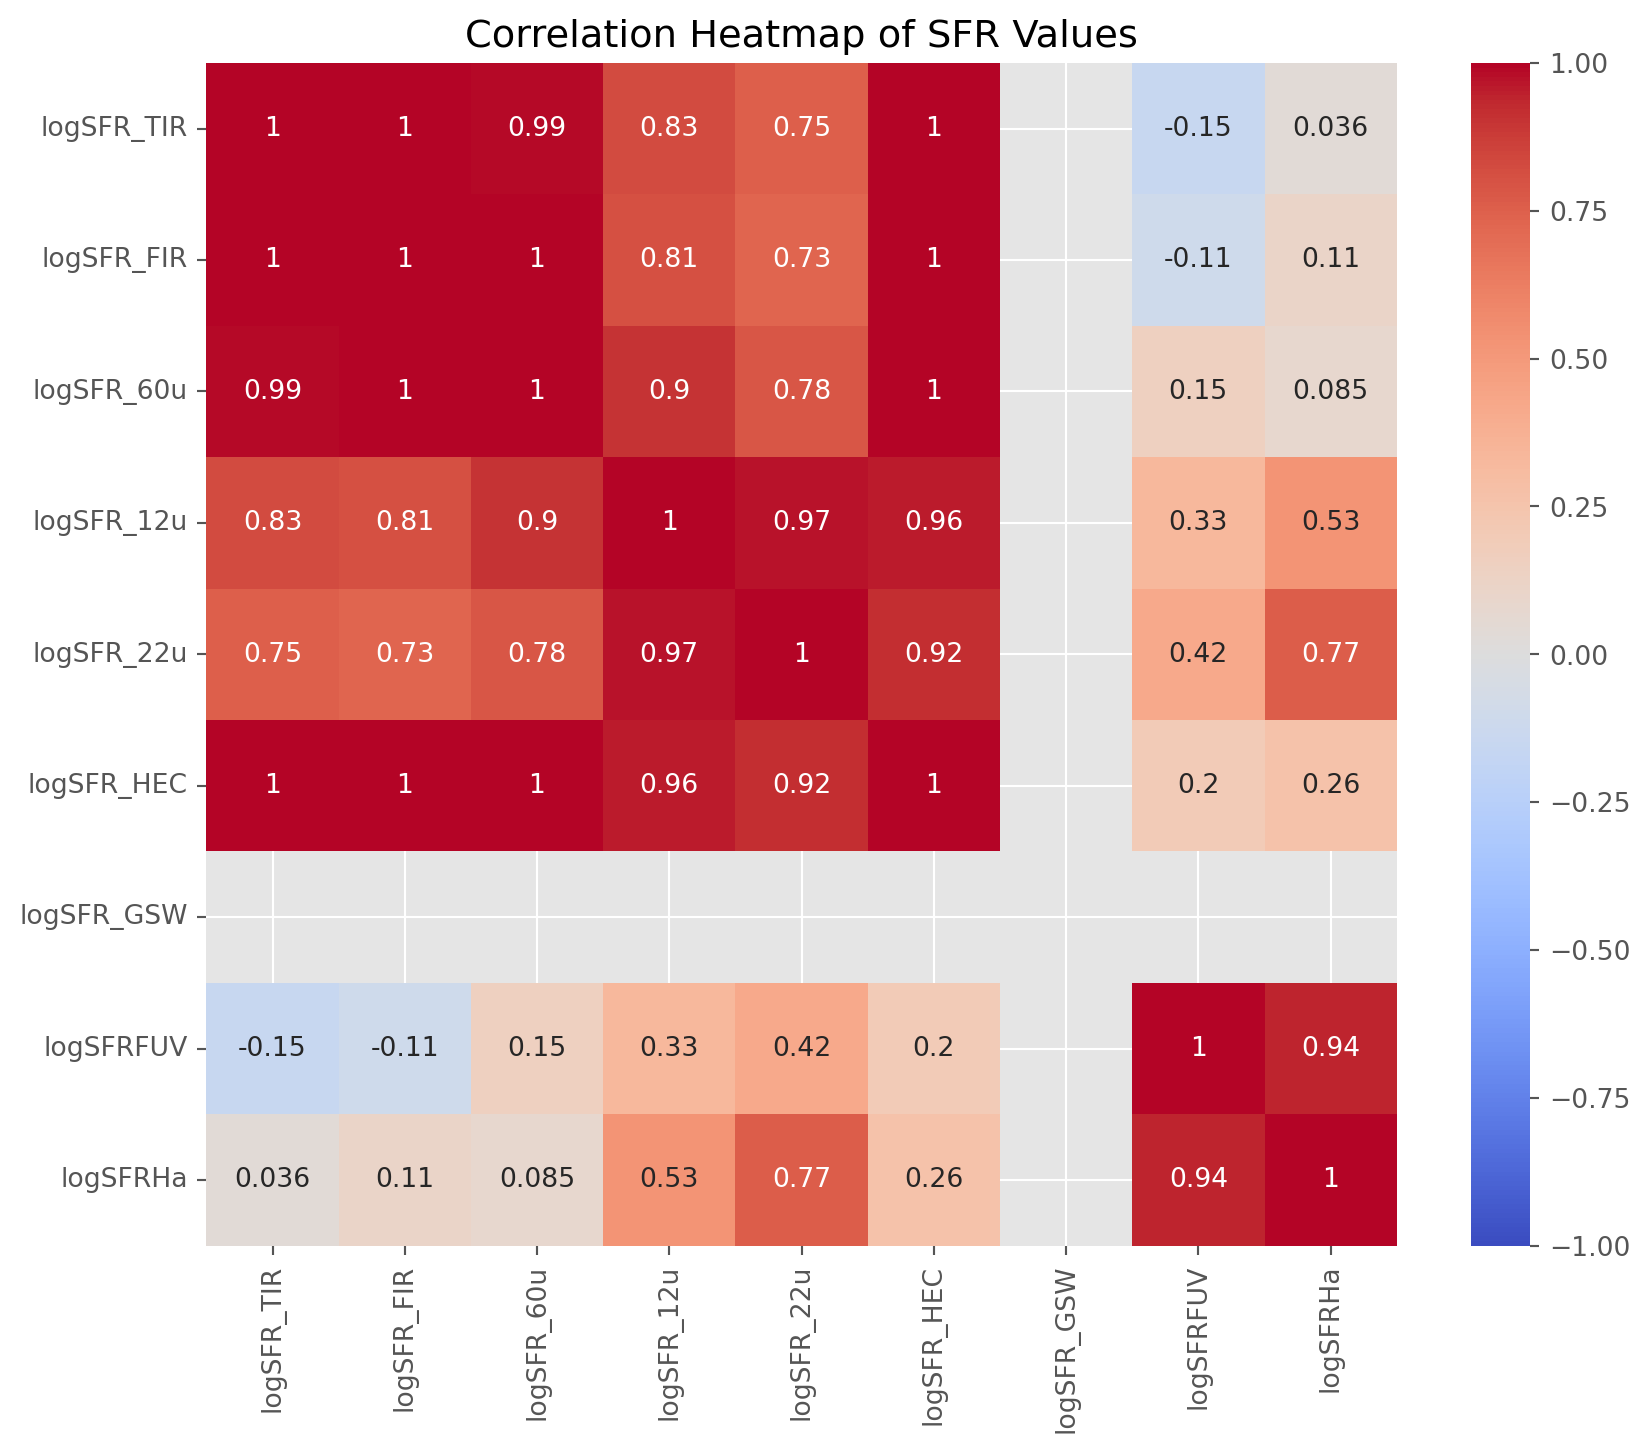 Correlation Heatmap of SFR Values
logSFR_TIR 1 1 0.99 0.83 0.75 1 -0.15 0.036
logSFR_FIR 1 1 1 0.81 0.73 1 -0.11 0.11
logSFR_60u 0.99 1 1 0.9 0.78 1 0.15 0.085
logSFR_12u 0.83 0.81 0.9 1 0.97 0.96 0.33 0.53
logSFR_22u 0.75 0.73 0.78 0.97 1 0.92 0.42 0.77
logSFR_HEC 1 1 1 0.96 0.92 1 0.2 0.26
logSFR_GSW
logSFRFUV -0.15 -0.11 0.15 0.33 0.42 0.2 1 0.94
logSFRHa 0.036 0.11 0.085 0.53 0.77 0.26 0.94 1
logSFR_TIR
logSFR_FIR
logSFR_60u
logSFR_12u
logSFR_22u
logSFR_HEC
logSFR_GSW
logSFRFUV
logSFRHa
1.00
0.75
0.50
0.25
0.00
−0.25
−0.50
−0.75
−1.00